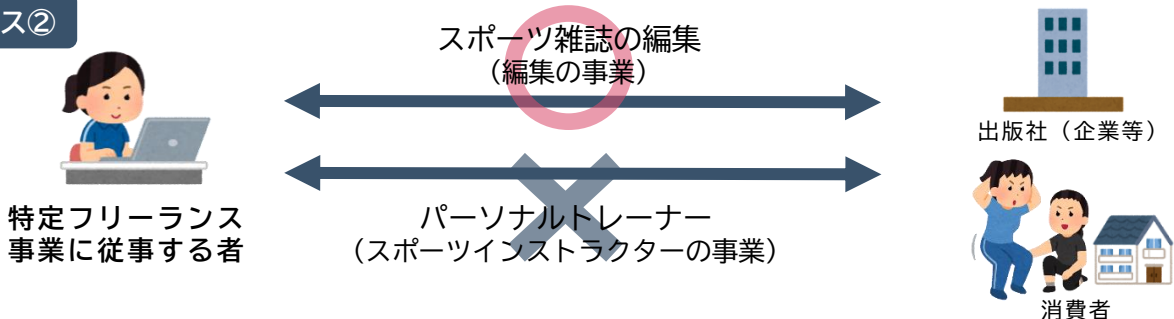 ス②
スポーツ雑誌の編集
（編集の事業）
出版社（企業等）
特定フリーランス
事業に従事する者
パーソナルトレーナー
（スポーツインストラクターの事業）
消費者